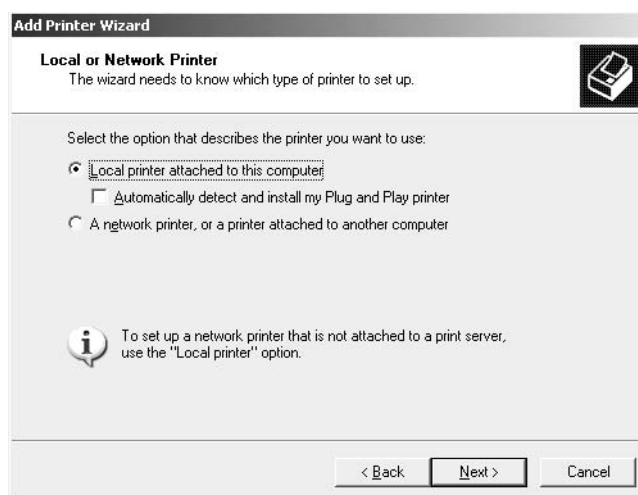 Add Printer Wizard
Local or Network Printer
The wizard needs to know which type of printer to set up.
Select the option that describes the printer you want to use:
Local printer attached to this computer
Automatically detect and install my Plug and Play printer
A network printer, or a printer attached to another computer
To set up a network printer that is not attached to a print server,
use the "Local printer" option.
< Back Next > Cancel